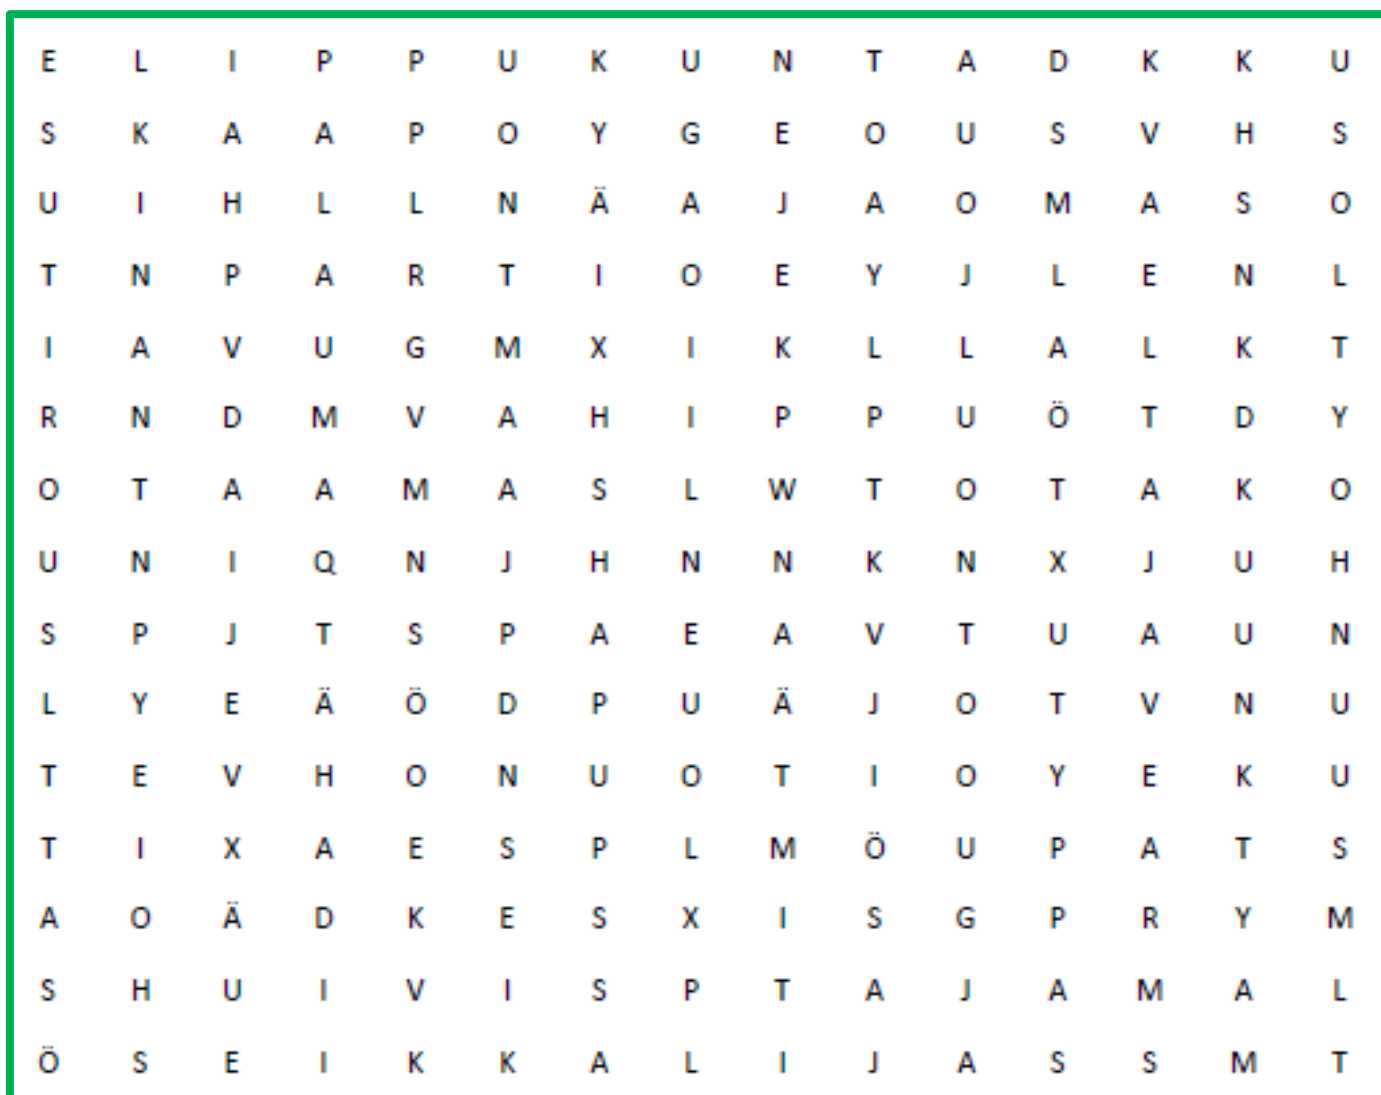 E L I P P U K U N T A D K K U
S K A A P O Y G E O U S V H S
U I H L L N Ä A J A O M A S O
T N P A R T I O E Y J L E N L
I A V U G M X I K L L A L K T
R N D M V A H I P P U Ö T D Y
O T A A M A S L W T O T A K O
U N I Q N J H N N K N X J U H
S P J T S P A E A V T U A U N
L Y E Ä Ö D P U Ä J O T V N U
T E V H O N U O T I O Y E K U
T I X A E S P L M Ö U P A T S
A O Ä D K E S X I S G P R Y M
S H U I V I S P T A J A M A L
Ö S E I K K A L I J A S S M T